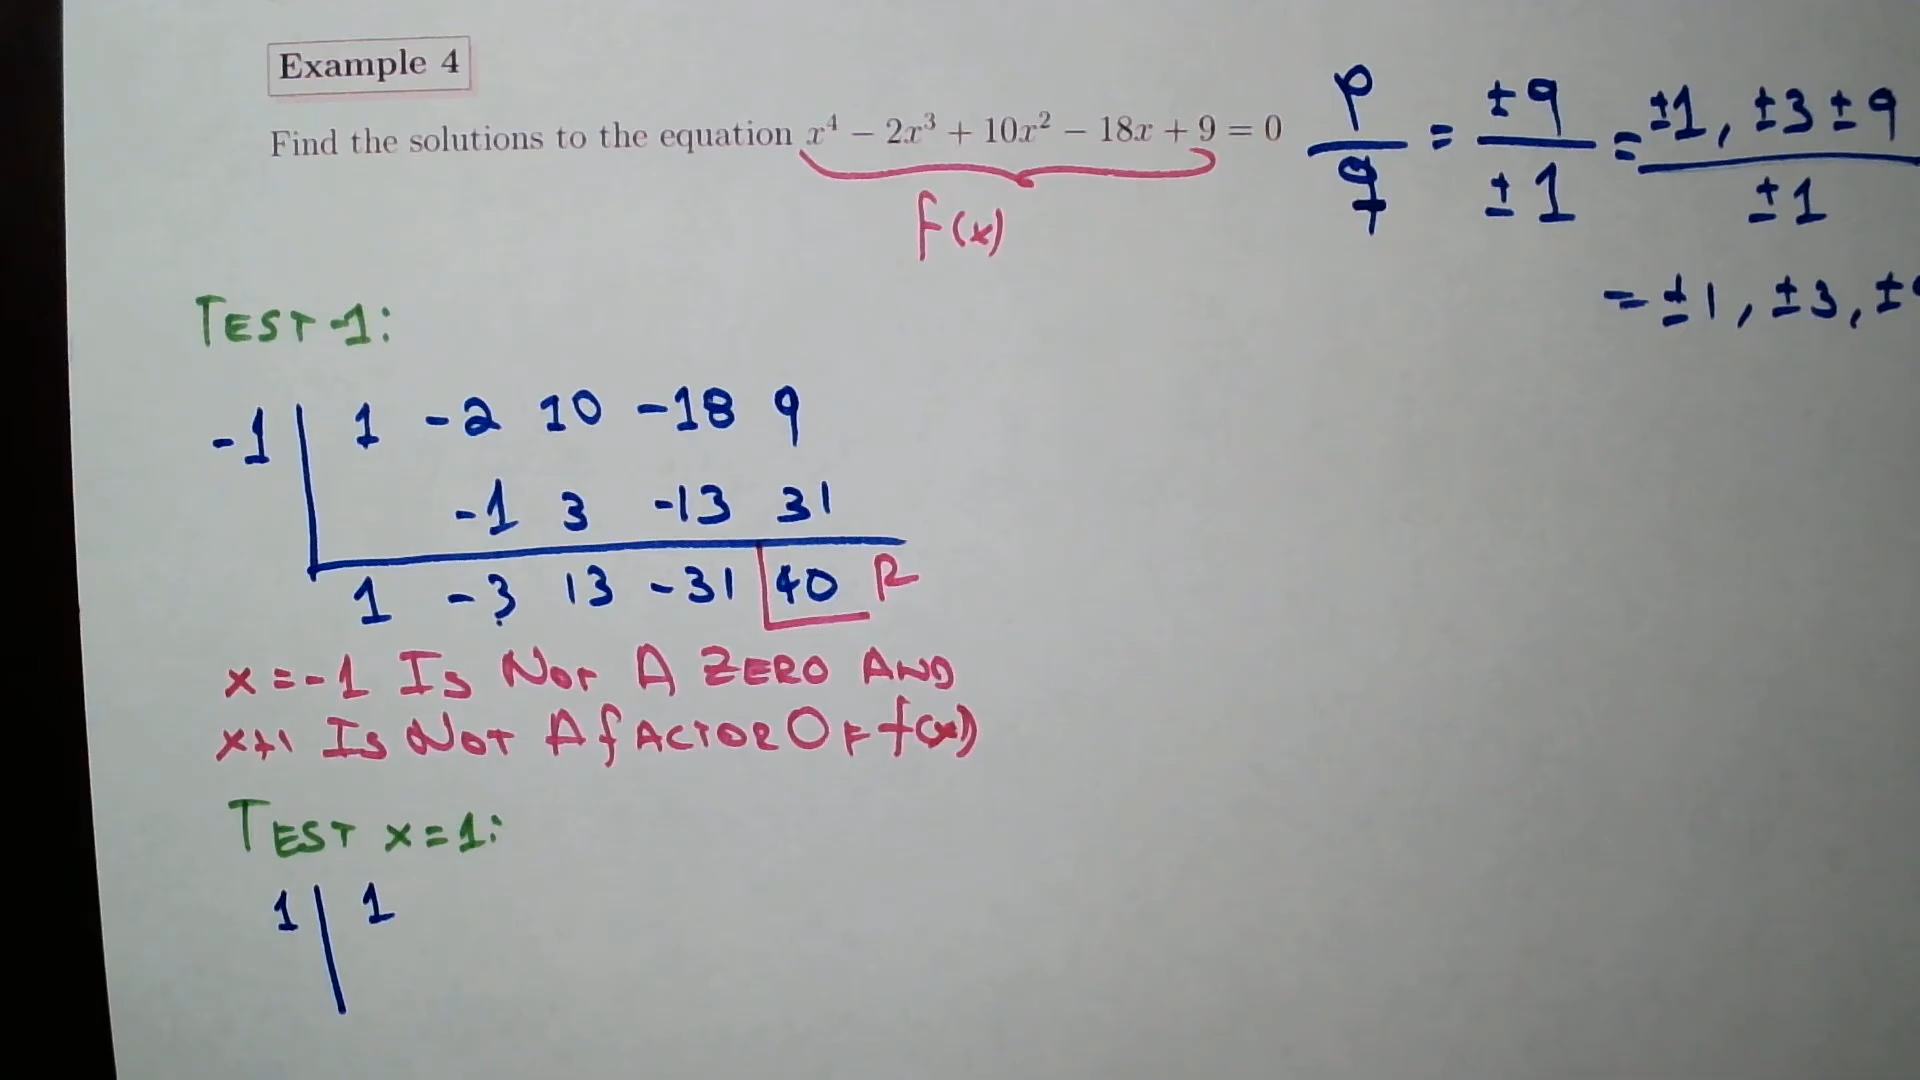 Example 4
Find the solutions to the equation x⁴ − 2x³ + 10x² − 18x + 9 = 0
f(x)
p/q = ±9/±1 = ±1, ±3 ±9/±1
= ±1, ±3, ±
TEST -1:
-1 | 1 -2 10 -18 9
-1 3 -13 31
1 -3 13 -31 40 R
x=-1 Is Not A ZERO AND
x+1 Is Not A fACTOR OF f(x)
TEST x=1:
1 | 1